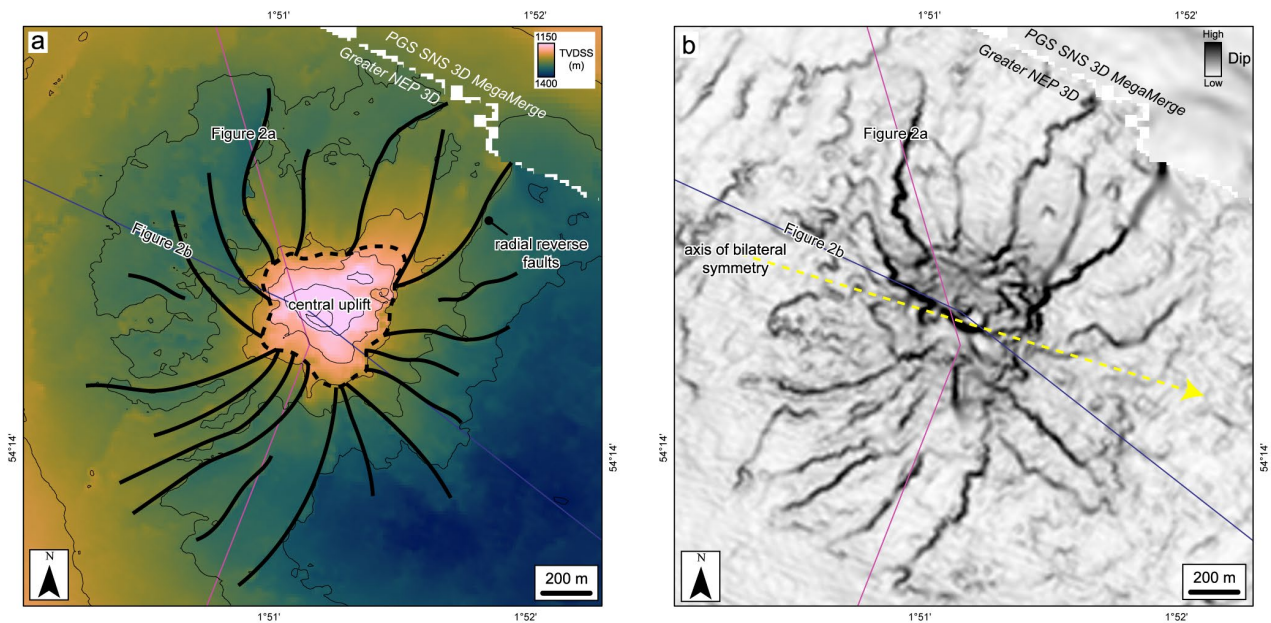 1°51'
1°52'
a
1150
TVDSS
(m)
1400
PGS SNS 3D MegaMerge
Greater NEP 3D
Figure 2a
Figure 2b
radial reverse
faults
central uplift
54°14'
N
200 m
1°51'
1°52'
1°51'
1°52'
b
High
Dip
Low
PGS SNS 3D MegaMerge
Greater NEP 3D
Figure 2a
Figure 2b
axis of bilateral
symmetry
54°14'
54°14'
N
200 m
1°51'
1°52'